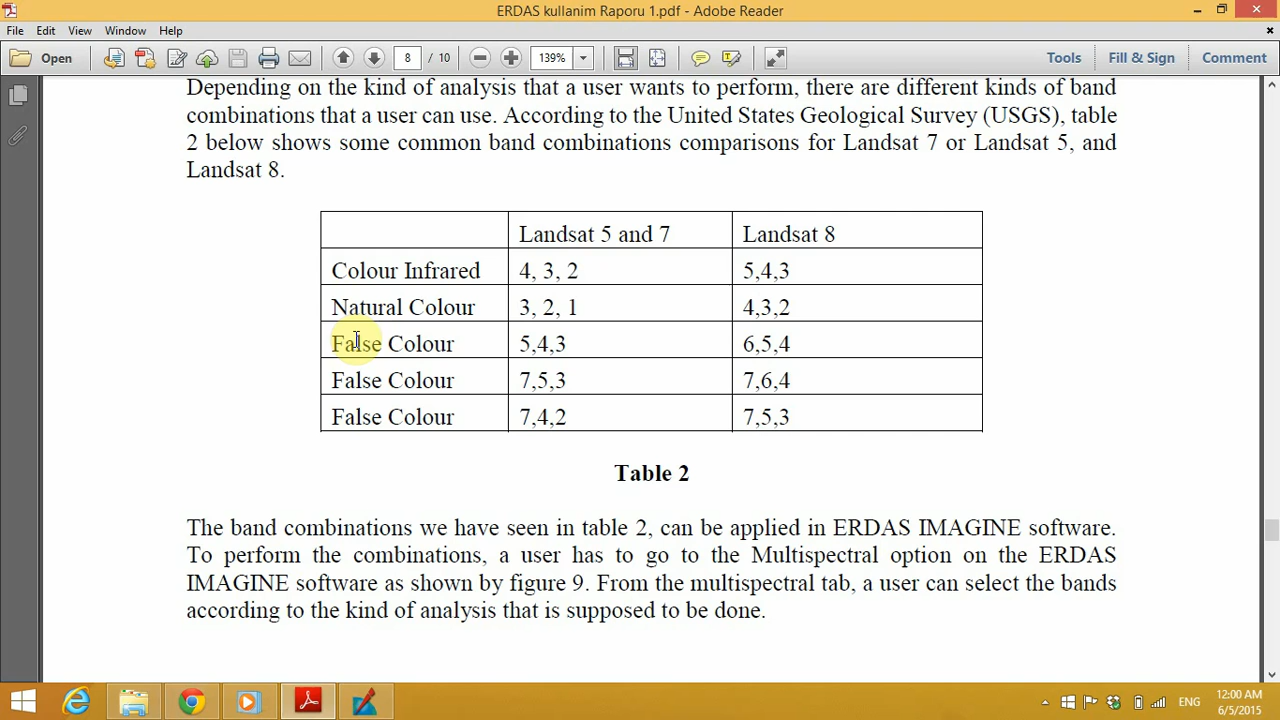 ERDAS kullanim Raporu 1.pdf - Adobe Reader
File Edit View Window Help
Open 8 / 10 139% Tools Fill & Sign Comment
Depending on the kind of analysis that a user wants to perform, there are different kinds of band
combinations that a user can use. According to the United States Geological Survey (USGS), table
2 below shows some common band combinations comparisons for Landsat 7 or Landsat 5, and
Landsat 8.
Landsat 5 and 7 Landsat 8
Colour Infrared 4, 3, 2 5,4,3
Natural Colour 3, 2, 1 4,3,2
False Colour 5,4,3 6,5,4
False Colour 7,5,3 7,6,4
False Colour 7,4,2 7,5,3
Table 2
The band combinations we have seen in table 2, can be applied in ERDAS IMAGINE software.
To perform the combinations, a user has to go to the Multispectral option on the ERDAS
IMAGINE software as shown by figure 9. From the multispectral tab, a user can select the bands
according to the kind of analysis that is supposed to be done.
ENG
12:00 AM
6/5/2015